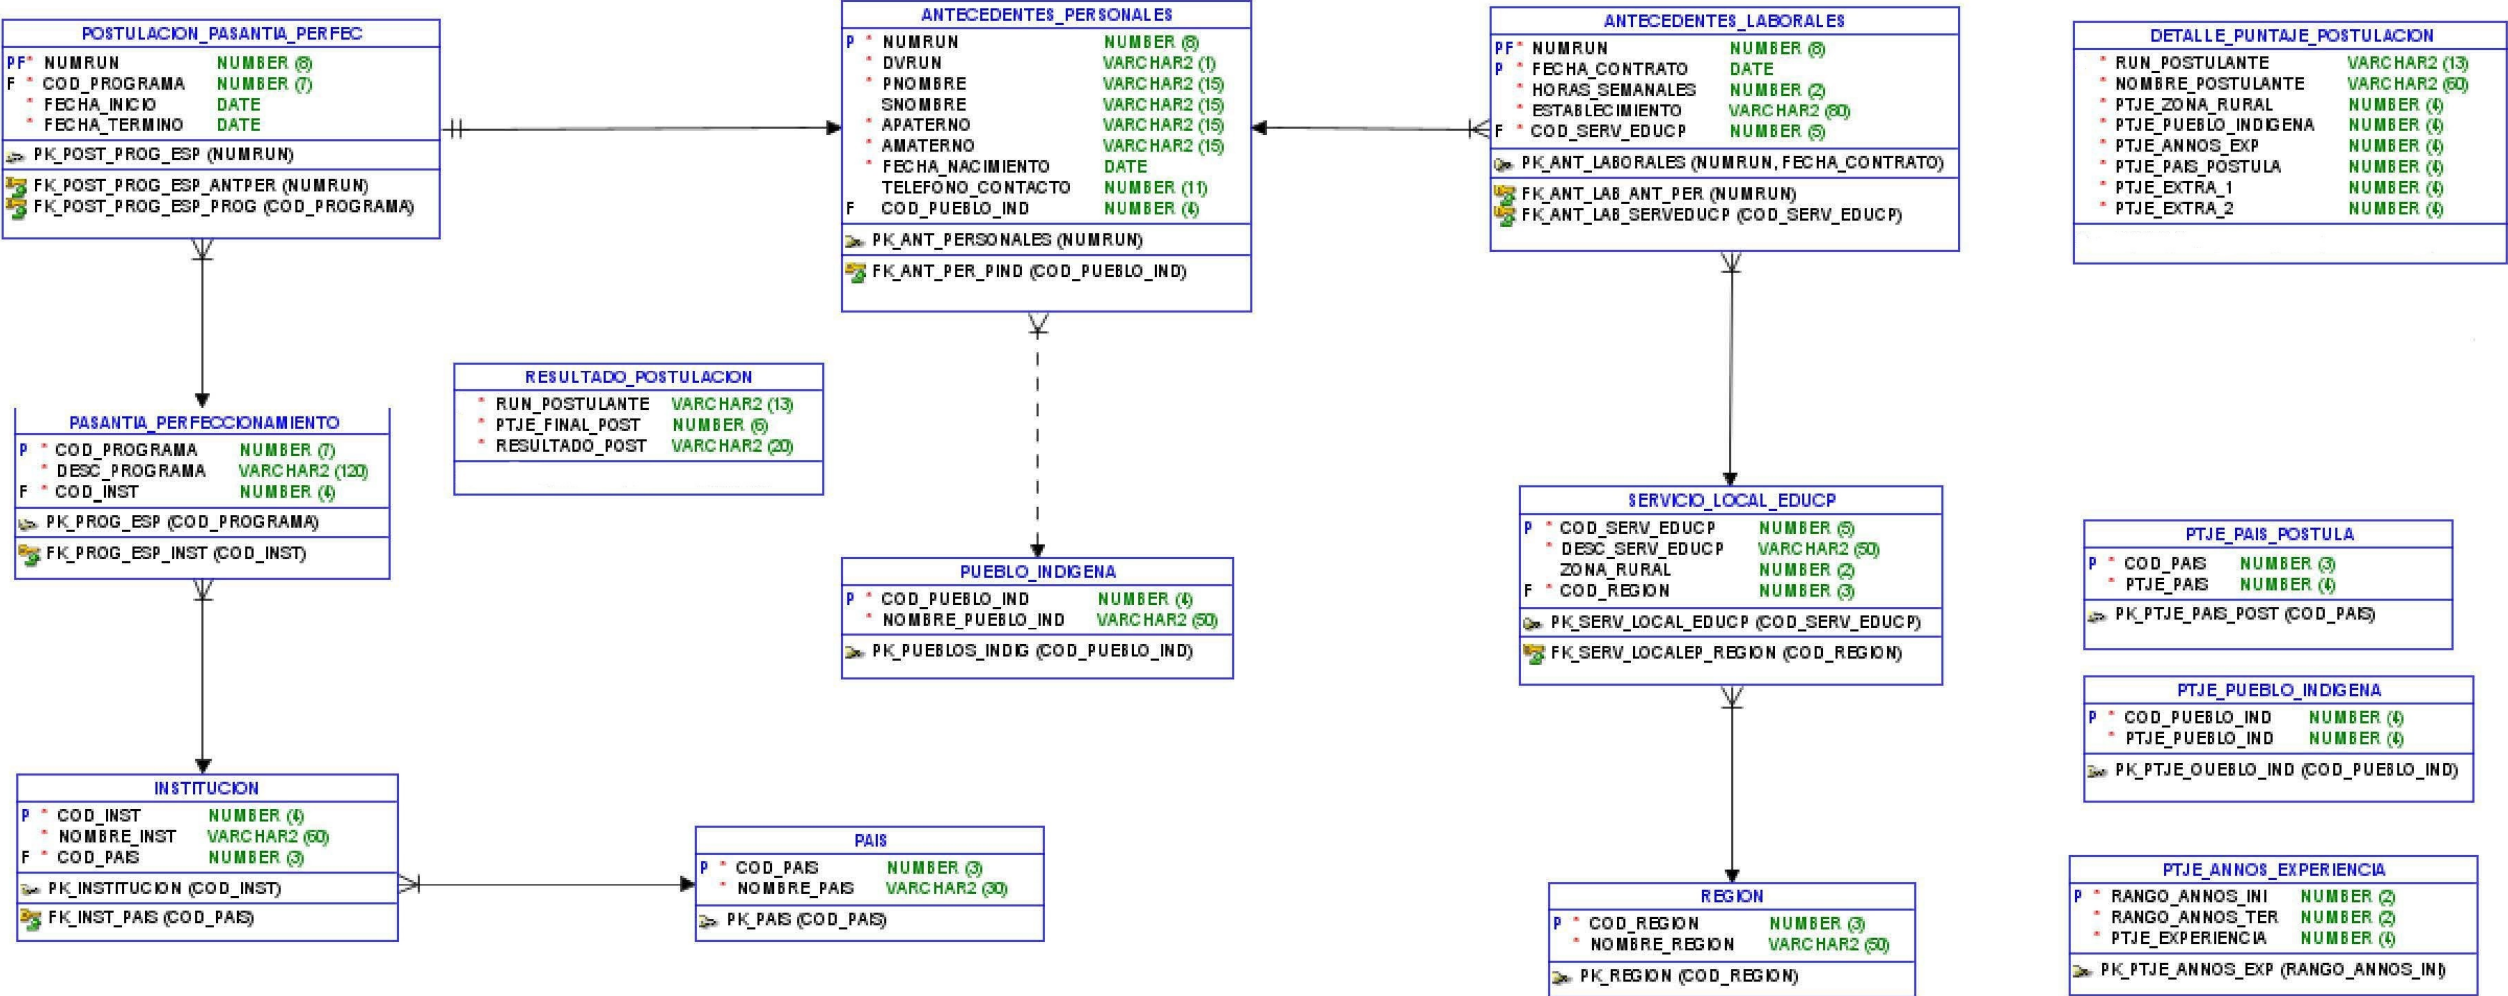 POSTULACION_PASANTIA_PERFEC
PF* NUMRUN NUMBER (8)
F * COD_PROGRAMA NUMBER (7)
* FECHA_INICIO DATE
* FECHA_TERMINO DATE
PK_POST_PROG_ESP (NUMRUN)
FK_POST_PROG_ESP_ANTPER (NUMRUN)
FK_POST_PROG_ESP_PROG (COD_PROGRAMA)
ANTECEDENTES_PERSONALES
P * NUMRUN NUMBER (8)
* DVRUN VARCHAR2 (1)
* PNOMBRE VARCHAR2 (15)
SNOMBRE VARCHAR2 (15)
* APATERNO VARCHAR2 (15)
* AMATERNO VARCHAR2 (15)
* FECHA_NACIMIENTO DATE
TELEFONO_CONTACTO NUMBER (11)
F COD_PUEBLO_IND NUMBER (4)
PK_ANT_PERSONALES (NUMRUN)
FK_ANT_PER_PIND (COD_PUEBLO_IND)
ANTECEDENTES_LABORALES
PF* NUMRUN NUMBER (8)
P * FECHA_CONTRATO DATE
* HORAS_SEMANALES NUMBER (2)
* ESTABLECIMIENTO VARCHAR2 (80)
F * COD_SERV_EDUCP NUMBER (5)
PK_ANT_LABORALES (NUMRUN, FECHA_CONTRATO)
FK_ANT_LAB_ANT_PER (NUMRUN)
FK_ANT_LAB_SERVEDUCP (COD_SERV_EDUCP)
DETALLE_PUNTAJE_POSTULACION
* RUN_POSTULANTE VARCHAR2 (13)
* NOMBRE_POSTULANTE VARCHAR2 (60)
* PTJE_ZONA_RURAL NUMBER (4)
* PTJE_PUEBLO_INDIGENA NUMBER (4)
* PTJE_ANNOS_EXP NUMBER (4)
* PTJE_PAIS_POSTULA NUMBER (4)
* PTJE_EXTRA_1 NUMBER (4)
* PTJE_EXTRA_2 NUMBER (4)
PASANTIA_PERFECCIONAMIENTO
P * COD_PROGRAMA NUMBER (7)
* DESC_PROGRAMA VARCHAR2 (120)
F * COD_INST NUMBER (4)
PK_PROG_ESP (COD_PROGRAMA)
FK_PROG_ESP_INST (COD_INST)
RESULTADO_POSTULACION
* RUN_POSTULANTE VARCHAR2 (13)
* PTJE_FINAL_POST NUMBER (6)
* RESULTADO_POST VARCHAR2 (20)
PUEBLO_INDIGENA
P * COD_PUEBLO_IND NUMBER (4)
* NOMBRE_PUEBLO_IND VARCHAR2 (50)
PK_PUEBLOS_INDIG (COD_PUEBLO_IND)
SERVICIO_LOCAL_EDUCP
P * COD_SERV_EDUCP NUMBER (5)
* DESC_SERV_EDUCP VARCHAR2 (50)
ZONA_RURAL NUMBER (2)
F * COD_REGION NUMBER (3)
PK_SERV_LOCAL_EDUCP (COD_SERV_EDUCP)
FK_SERV_LOCALEP_REGION (COD_REGION)
PTJE_PAIS_POSTULA
P * COD_PAIS NUMBER (3)
* PTJE_PAIS NUMBER (4)
PK_PTJE_PAIS_POST (COD_PAIS)
PTJE_PUEBLO_INDIGENA
P * COD_PUEBLO_IND NUMBER (4)
* PTJE_PUEBLO_IND NUMBER (4)
PK_PTJE_OUEBLO_IND (COD_PUEBLO_IND)
INSTITUCION
P * COD_INST NUMBER (4)
* NOMBRE_INST VARCHAR2 (60)
F * COD_PAIS NUMBER (3)
PK_INSTITUCION (COD_INST)
FK_INST_PAIS (COD_PAIS)
PAIS
P * COD_PAIS NUMBER (3)
* NOMBRE_PAIS VARCHAR2 (30)
PK_PAIS (COD_PAIS)
REGION
P * COD_REGION NUMBER (3)
* NOMBRE_REGION VARCHAR2 (50)
PK_REGION (COD_REGION)
PTJE_ANNOS_EXPERIENCIA
P * RANGO_ANNOS_INI NUMBER (2)
* RANGO_ANNOS_TER NUMBER (2)
* PTJE_EXPERIENCIA NUMBER (4)
PK_PTJE_ANNOS_EXP (RANGO_ANNOS_INI)